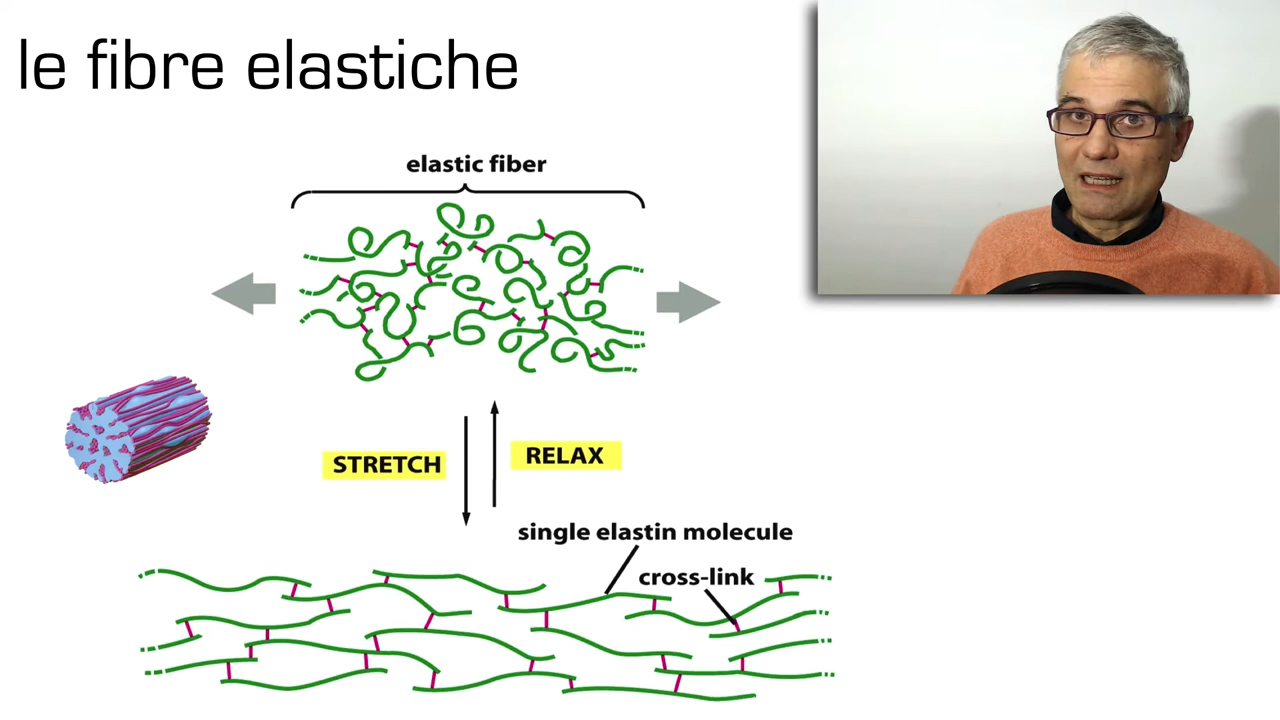 le fibre elastiche
elastic fiber
STRETCH
RELAX
single elastin molecule
cross-link